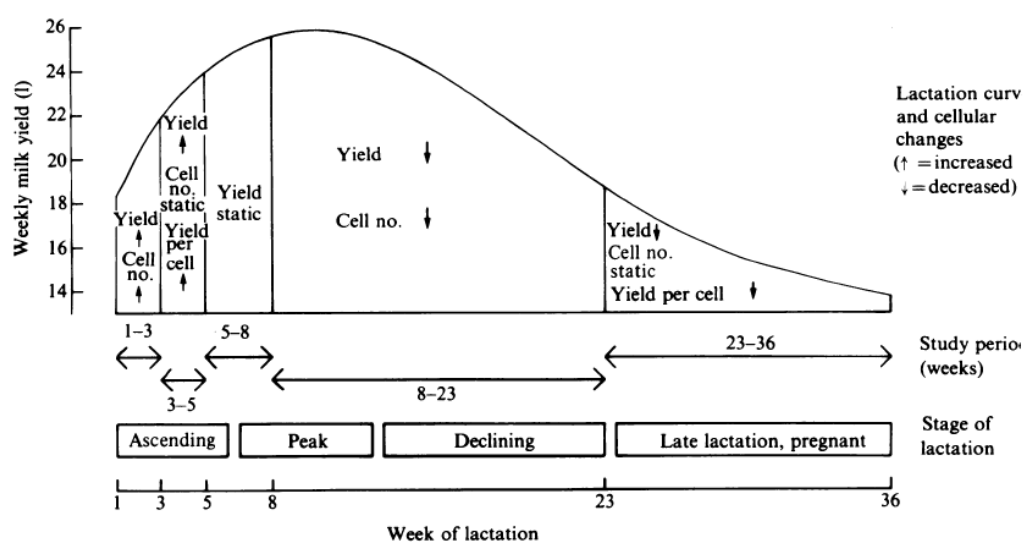 26
24
22
20
18
16
14
Weekly milk yield (l)
Yield
↑
Cell
no.
↑
Yield
↑
Cell
no.
static
Yield
per
cell
↑
Yield
static
Yield ↓
Cell no. ↓
Yield ↓
Cell no.
static
Yield per cell ↓
Lactation curv
and cellular
changes
(↑ = increased
↓ = decreased)
1–3
3–5
5–8
8–23
23–36
Study perio
(weeks)
Ascending
Peak
Declining
Late lactation, pregnant
Stage of
lactation
1 3 5 8 23 36
Week of lactation